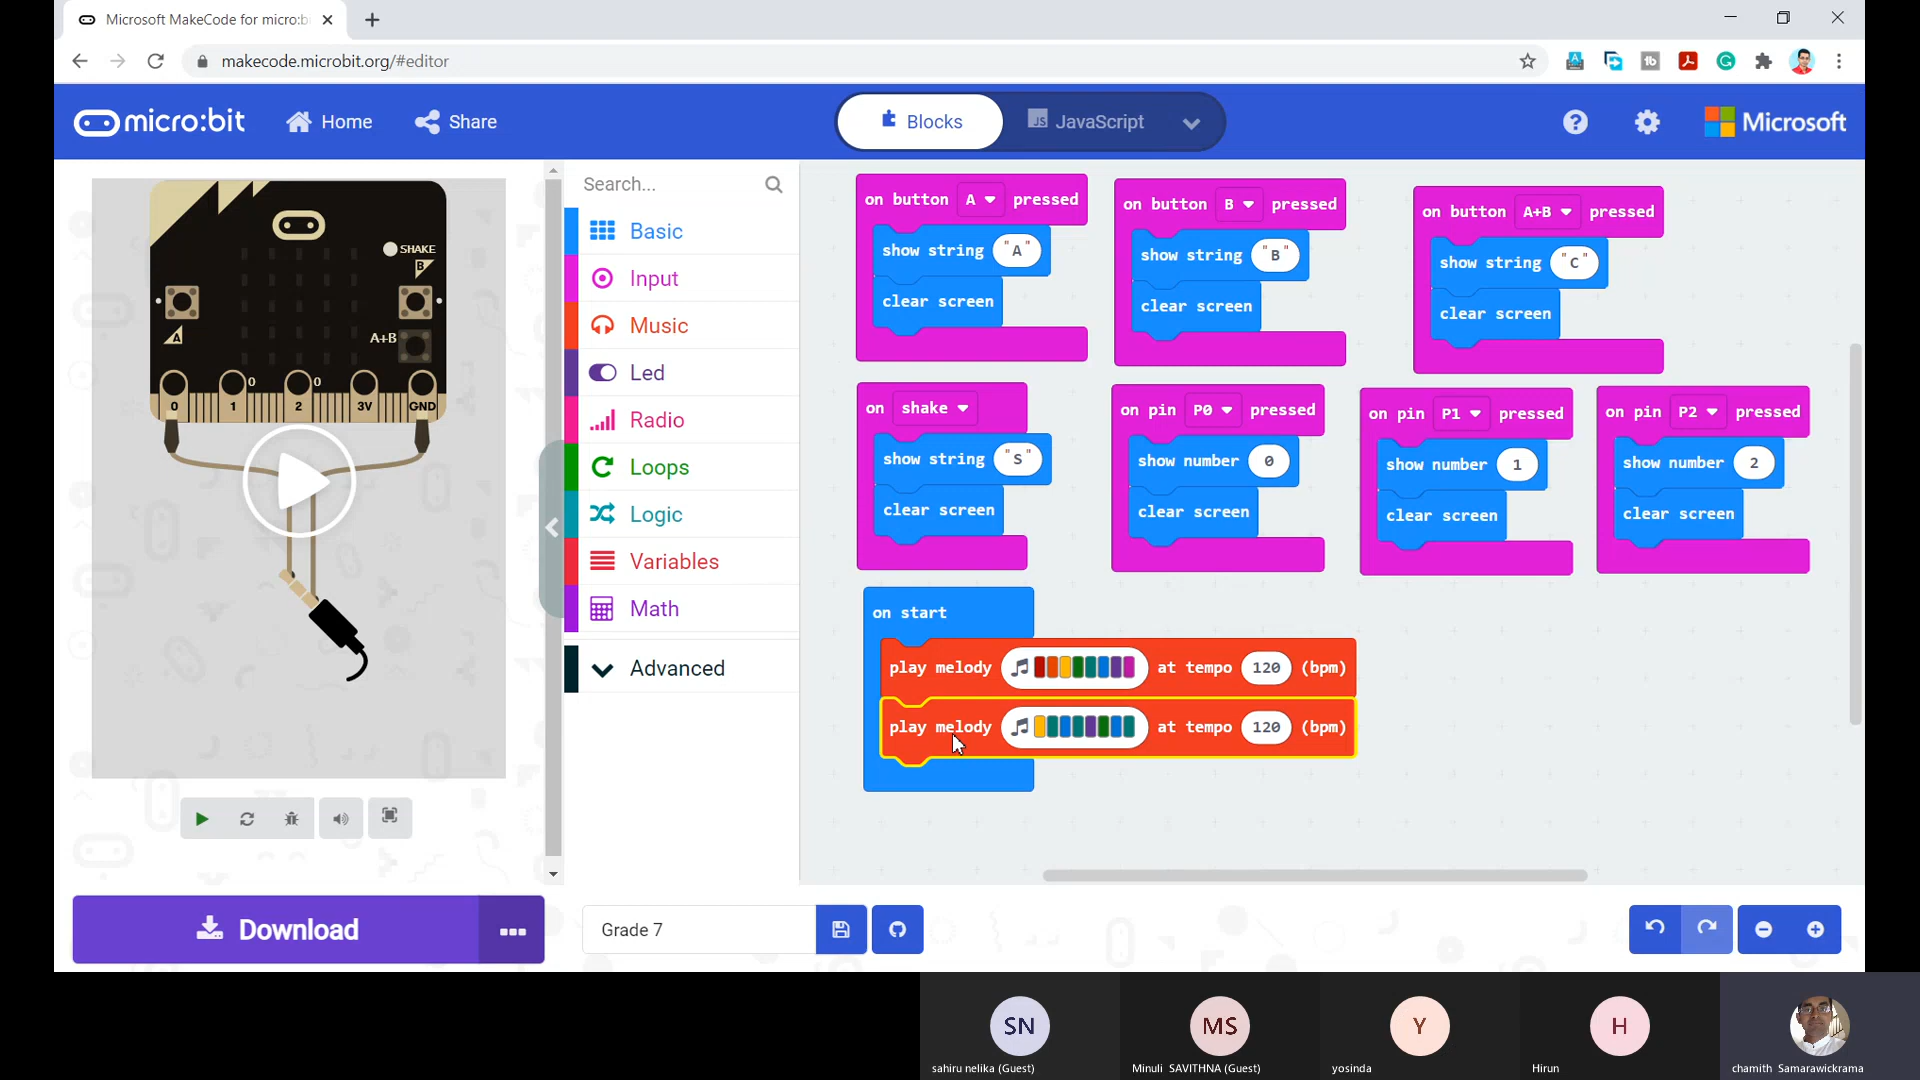 Microsoft MakeCode for micro:b
makecode.microbit.org/#editor
micro:bit
Home
Share
Blocks
JS JavaScript
?
Microsoft
SHAKE
B
A
A+B
0
0
0 1 2 3V GND
Search...
Basic
Input
Music
Led
Radio
Loops
Logic
Variables
Math
Advanced
on button A pressed
show string "A"
clear screen
on button B pressed
show string "B"
clear screen
on button A+B pressed
show string "C"
clear screen
on shake
show string "S"
clear screen
on pin P0 pressed
show number 0
clear screen
on pin P1 pressed
show number 1
clear screen
on pin P2 pressed
show number 2
clear screen
on start
play melody at tempo 120 (bpm)
play melody at tempo 120 (bpm)
Download
Grade 7
SN
sahiru nelika (Guest)
MS
Minuli SAVITHNA (Guest)
Y
yosinda
H
Hirun
chamith Samarawickrama